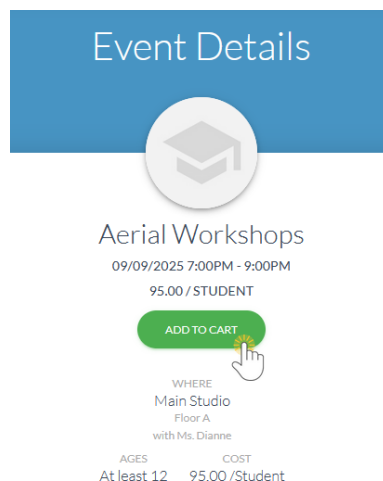 Event Details
Aerial Workshops
09/09/2025 7:00PM - 9:00PM
95.00 / STUDENT
ADD TO CART
WHERE
Main Studio
Floor A
with Ms. Dianne
AGES COST
At least 12 95.00 /Student